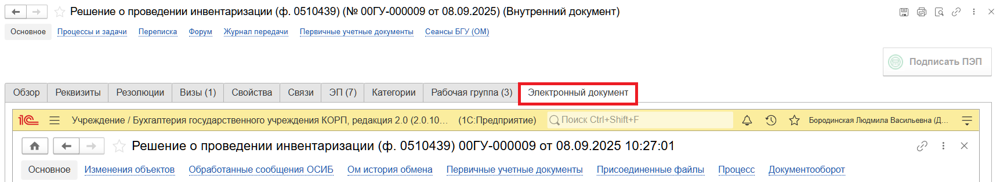 Решение о проведении инвентаризации (ф. 0510439) (№ 00ГУ-000009 от 08.09.2025) (Внутренний документ)
Основное Процессы и задачи Переписка Форум Журнал передачи Первичные учетные документы Сеансы БГУ (ОМ)
Подписать ПЭП
Обзор Реквизиты Резолюции Визы (1) Свойства Связи ЭП (7) Категории Рабочая группа (3) Электронный документ
1С Учреждение / Бухгалтерия государственного учреждения КОРП, редакция 2.0 (2.0.10... (1С:Предприятие) Поиск Ctrl+Shift+F Бородинская Людмила Васильевна (Д...
Решение о проведении инвентаризации (ф. 0510439) 00ГУ-000009 от 08.09.2025 10:27:01
Основное Изменения объектов Обработанные сообщения ОСИБ Ом история обмена Первичные учетные документы Присоединенные файлы Процесс Документооборот